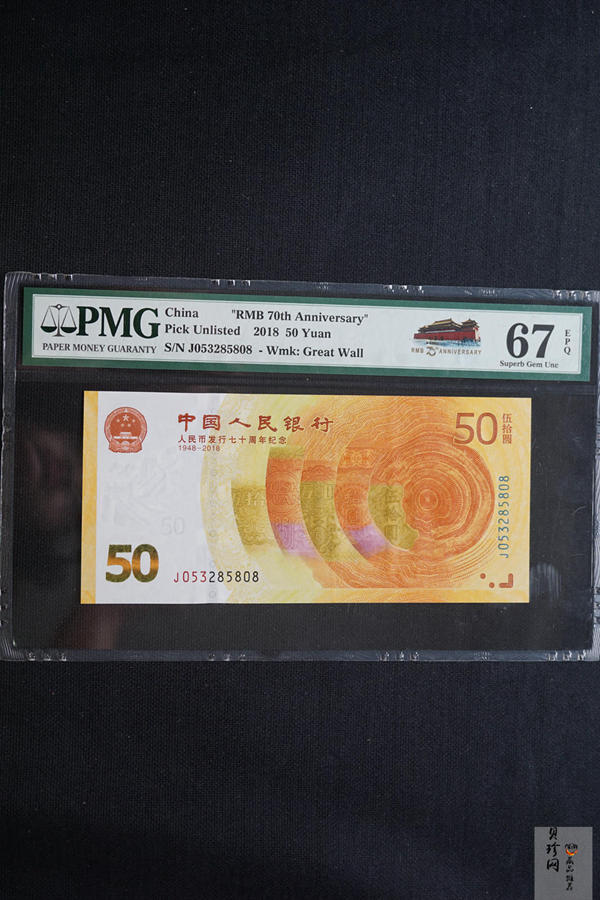 PMG
PAPER MONEY GUARANTY
China "RMB 70th Anniversary"
Pick Unlisted 2018 50 Yuan
S/N J053285808 - Wmk: Great Wall
RMB 70 ANNIVERSARY
67 EPQ
Superb Gem Unc
中国人民银行
人民币发行七十周年纪念
1948-2018
50 伍拾圆
J053285808
50
50
J053285808
贝珍网